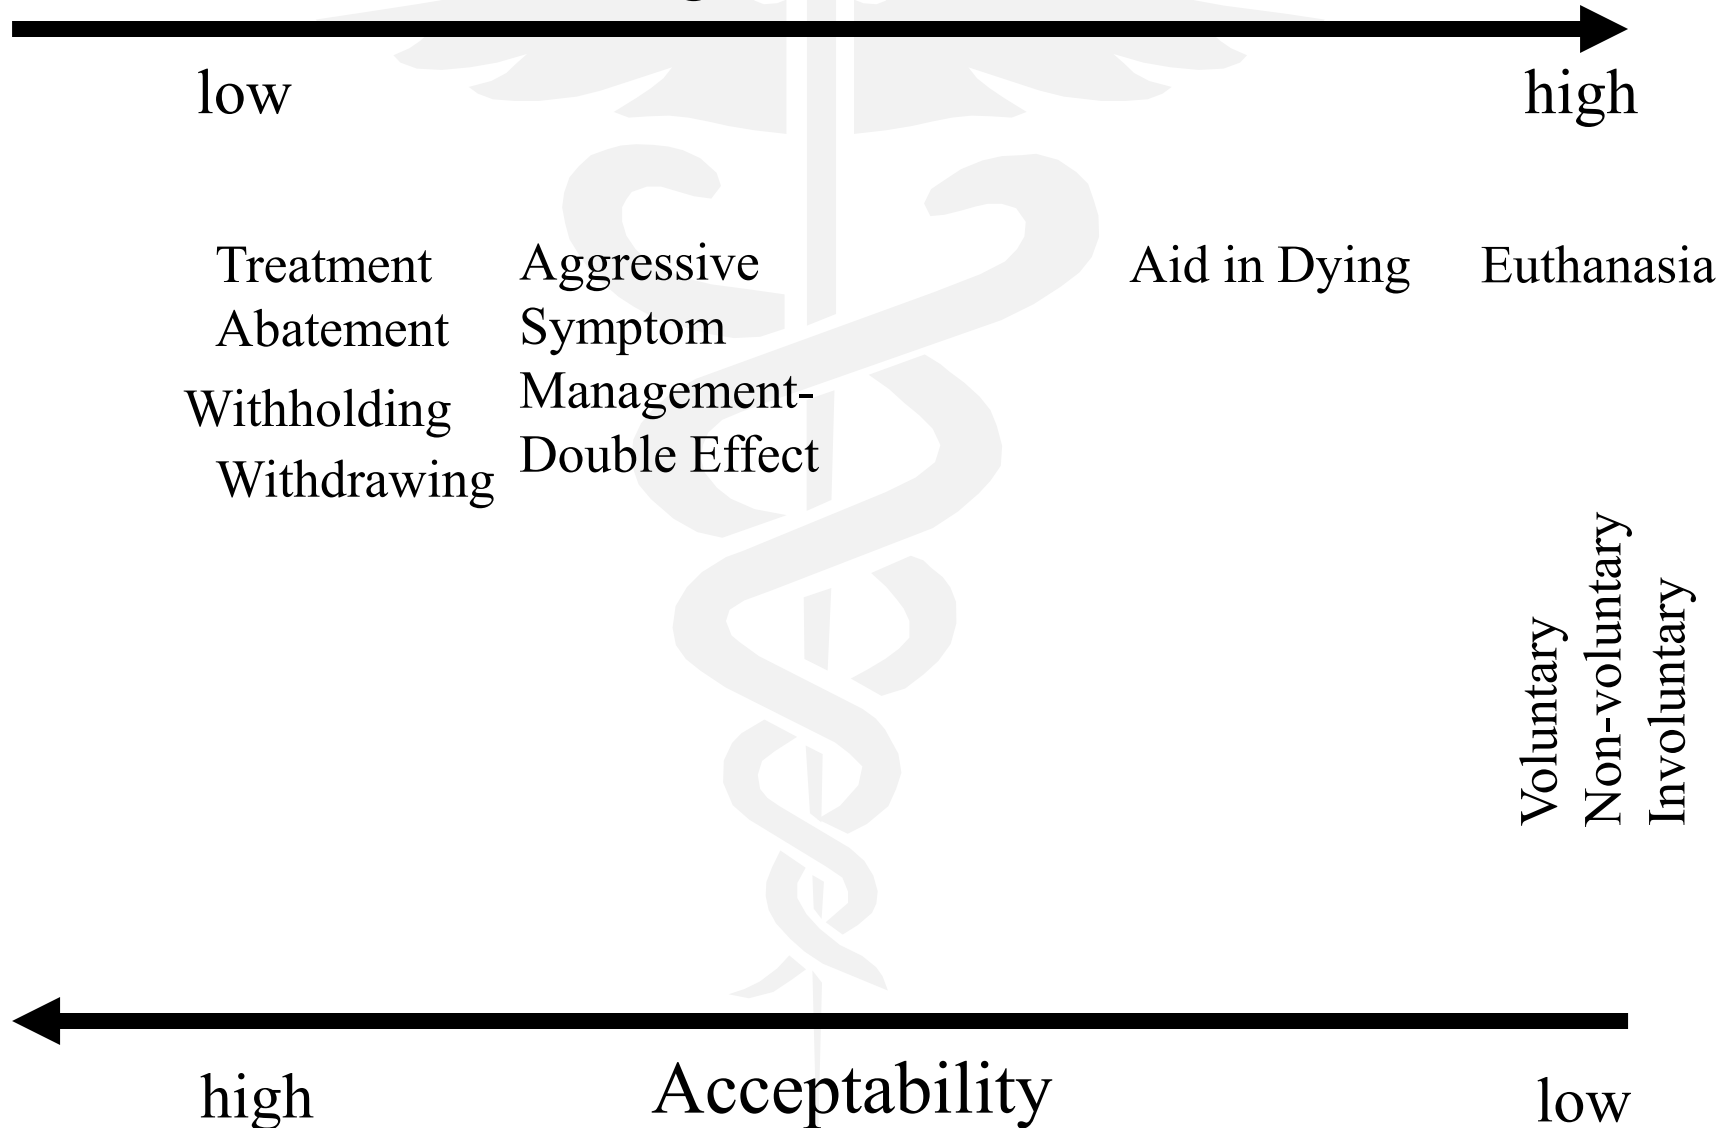 low
high
Treatment
Abatement
Withholding
Withdrawing
Aggressive
Symptom
Management-
Double Effect
Aid in Dying
Euthanasia
Voluntary
Non-voluntary
Involuntary
high
Acceptability
low